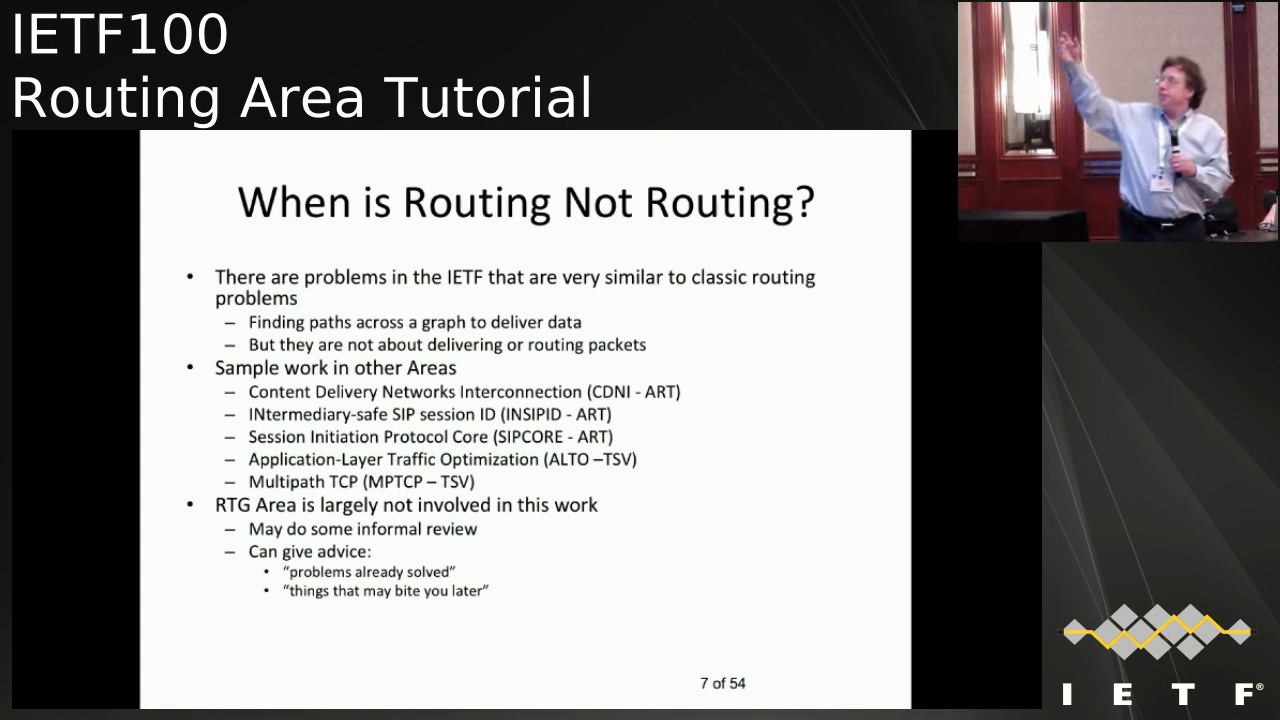 IETF100
Routing Area Tutorial
When is Routing Not Routing?
• There are problems in the IETF that are very similar to classic routing
problems
– Finding paths across a graph to deliver data
– But they are not about delivering or routing packets
• Sample work in other Areas
– Content Delivery Networks Interconnection (CDNI - ART)
– INtermediary-safe SIP session ID (INSIPID - ART)
– Session Initiation Protocol Core (SIPCORE - ART)
– Application-Layer Traffic Optimization (ALTO –TSV)
– Multipath TCP (MPTCP – TSV)
• RTG Area is largely not involved in this work
– May do some informal review
– Can give advice:
• “problems already solved”
• “things that may bite you later”
7 of 54
I E T F®